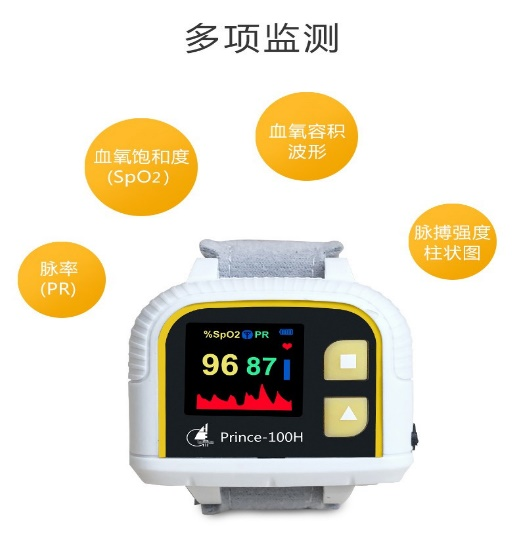 多项监测
血氧饱和度
(SpO2)
血氧容积
波形
脉搏强度
柱状图
脉率
(PR)
%SpO2 PR
96 87
Prince-100H